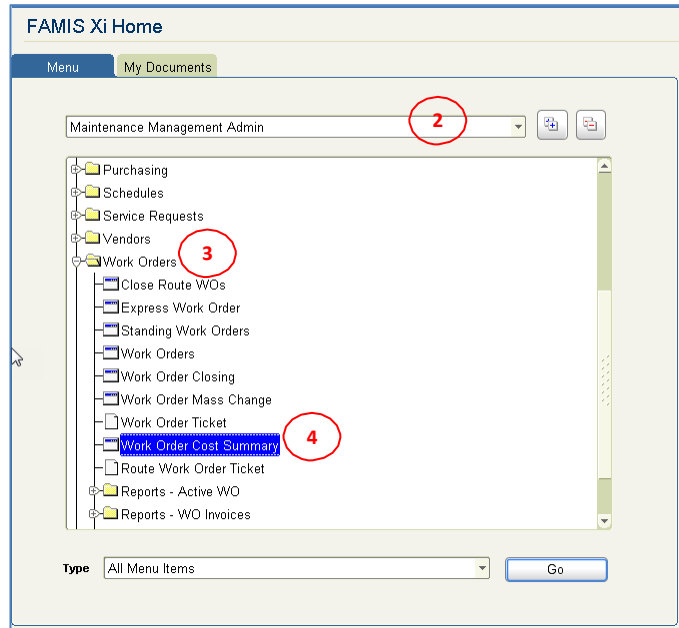 FAMIS Xi Home
Menu My Documents
Maintenance Management Admin 2
Purchasing
Schedules
Service Requests
Vendors
3
Work Orders
Close Route WOs
Express Work Order
Standing Work Orders
Work Orders
Work Order Closing
Work Order Mass Change
Work Order Ticket
Work Order Cost Summary 4
Route Work Order Ticket
Reports - Active WO
Reports - WO Invoices
Type All Menu Items Go